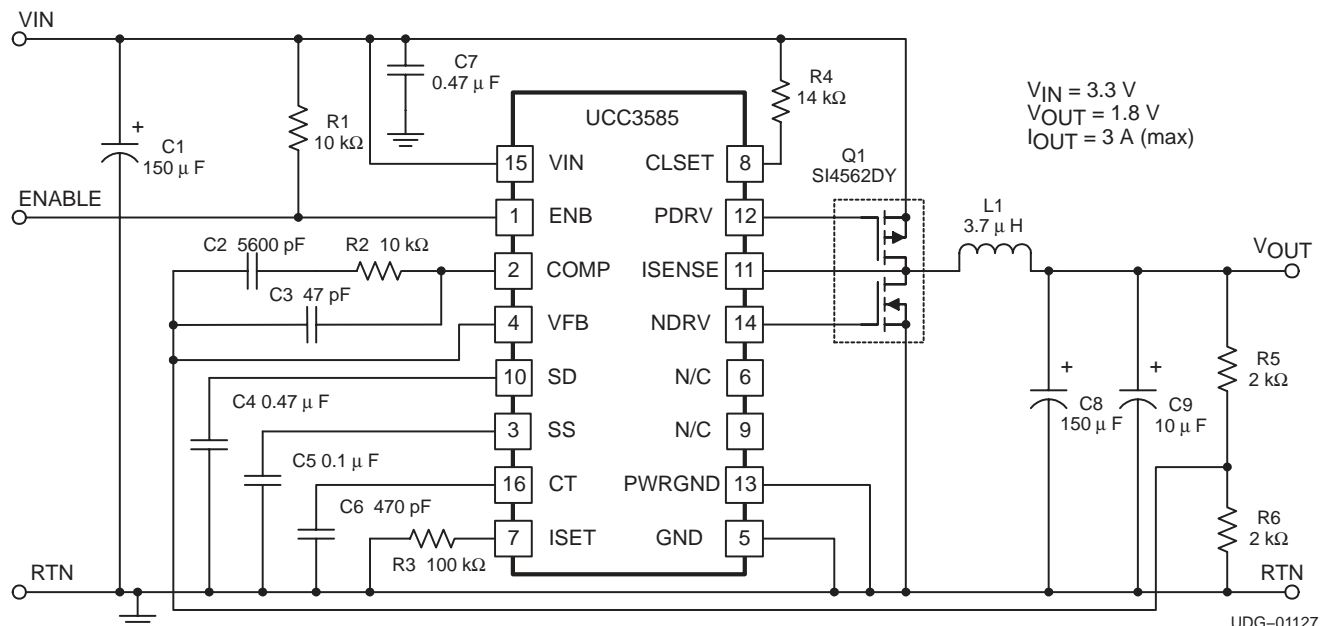 VIN
C7
0.47 μ F
R4
14 kΩ
VIN = 3.3 V
VOUT = 1.8 V
IOUT = 3 A (max)
R1
10 kΩ
C1
150 μ F
+
UCC3585
Q1
SI4562DY
15 VIN CLSET 8
ENABLE
1 ENB PDRV 12
L1
3.7 μ H
C2 5600 pF R2 10 kΩ
2 COMP ISENSE 11
VOUT
C3 47 pF
4 VFB NDRV 14
10 SD N/C 6
C4 0.47 μ F
+
C8
150 μ F
+
C9
10 μ F
R5
2 kΩ
3 SS N/C 9
C5 0.1 μ F
16 CT PWRGND 13
C6 470 pF
7 ISET GND 5
R3 100 kΩ
R6
2 kΩ
RTN
RTN
UDG–01127